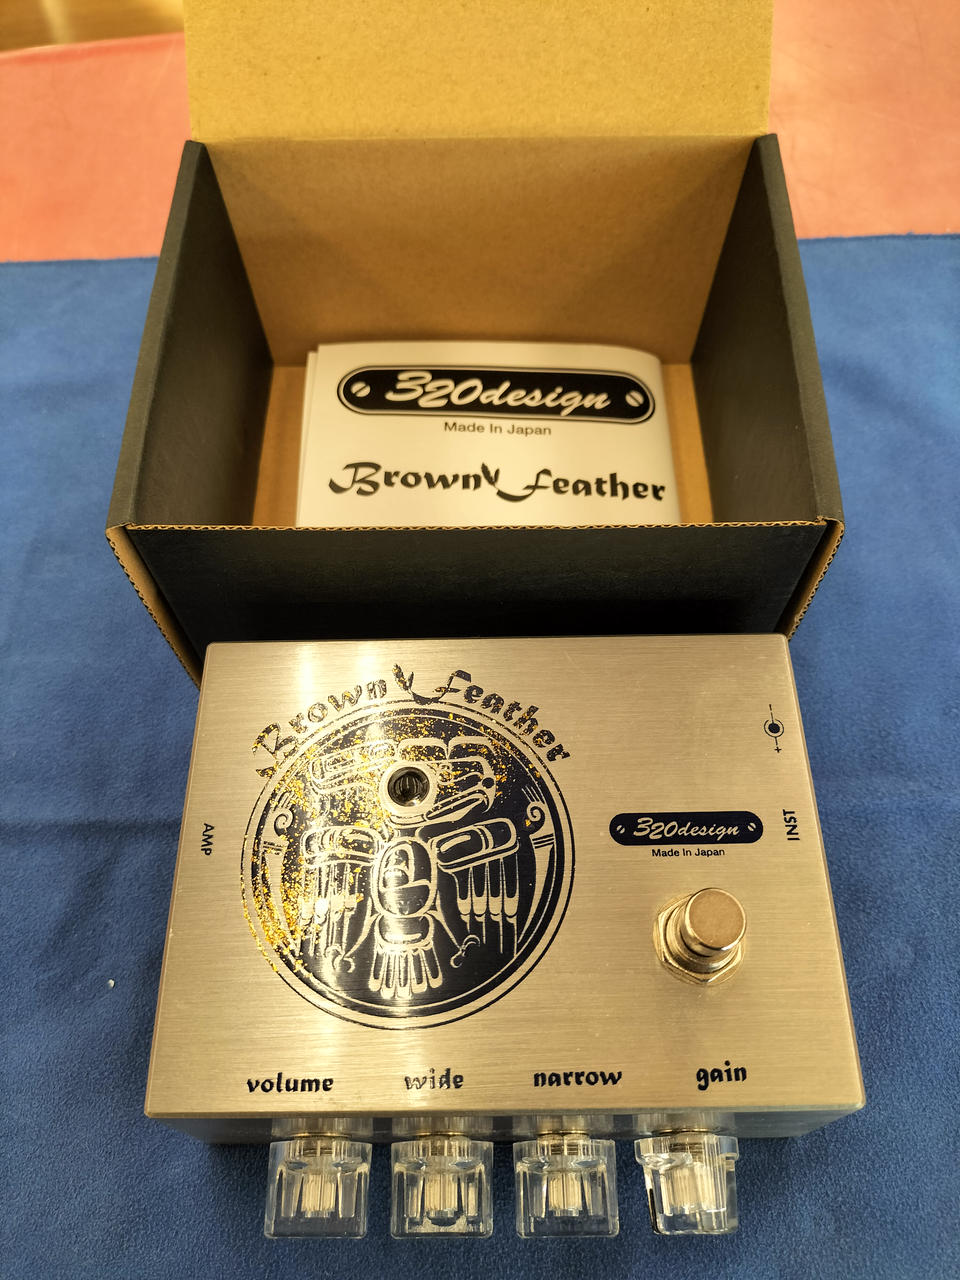 320design
Made In Japan
Brown Feather
Brown Feather
- +
AMP
320design
Made In Japan
INST
volume wide narrow gain